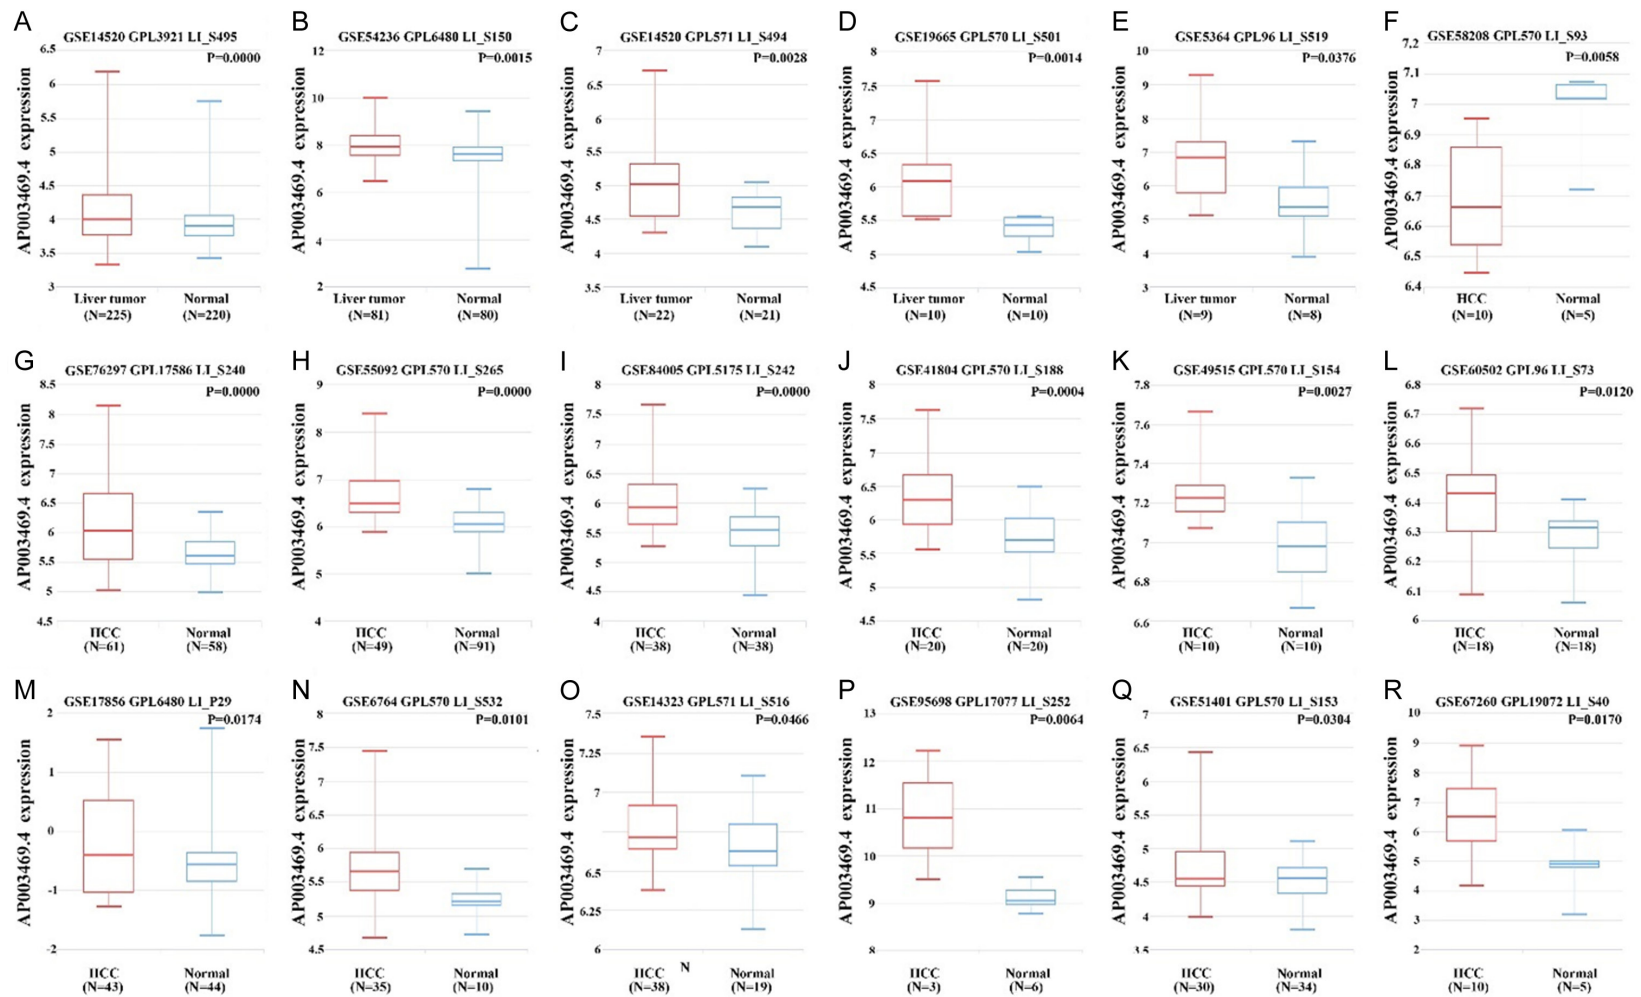 A
GSE14520 GPL3921 LI_S495
P=0.0000
AP003469.4 expression
6.5
6
5.5
5
4.5
4
3.5
3
Liver tumor
(N=225)
Normal
(N=220)
B
GSE54236 GPL6480 LI_S150
P=0.0015
AP003469.4 expression
12
10
8
6
4
2
Liver tumor
(N=81)
Normal
(N=80)
C
GSE14520 GPL571 LI_S494
P=0.0028
AP003469.4 expression
7
6.5
6
5.5
5
4.5
4
3.5
Liver tumor
(N=22)
Normal
(N=21)
D
GSE19665 GPL570 LI_S501
P=0.0014
AP003469.4 expression
8
7.5
7
6.5
6
5.5
5
4.5
Liver tumor
(N=10)
Normal
(N=10)
E
GSE5364 GPL96 LI_S519
P=0.0376
AP003469.4 expression
10
9
8
7
6
5
4
3
Liver tumor
(N=9)
Normal
(N=8)
F
GSE58208 GPL570 LI_S93
P=0.0058
AP003469.4 expression
7.2
7.1
7
6.9
6.8
6.7
6.6
6.5
6.4
HCC
(N=10)
Normal
(N=5)
G
GSE76297 GPL17586 LI_S240
P=0.0000
AP003469.4 expression
8.5
8
7.5
7
6.5
6
5.5
5
4.5
HCC
(N=61)
Normal
(N=58)
H
GSE55092 GPL570 LI_S265
P=0.0000
AP003469.4 expression
9
8
7
6
5
4
HCC
(N=49)
Normal
(N=91)
I
GSE84005 GPL5175 LI_S242
P=0.0000
AP003469.4 expression
8
7.5
7
6.5
6
5.5
5
4.5
4
HCC
(N=38)
Normal
(N=38)
J
GSE41804 GPL570 LI_S188
P=0.0004
AP003469.4 expression
8
7.5
7
6.5
6
5.5
5
4.5
HCC
(N=20)
Normal
(N=20)
K
GSE49515 GPL570 LI_S154
P=0.0027
AP003469.4 expression
7.8
7.6
7.4
7.2
7
6.8
6.6
HCC
(N=10)
Normal
(N=10)
L
GSE60502 GPL96 LI_S73
P=0.0120
AP003469.4 expression
6.8
6.7
6.6
6.5
6.4
6.3
6.2
6.1
6
HCC
(N=18)
Normal
(N=18)
M
GSE17856 GPL6480 LI_P29
P=0.0174
AP003469.4 expression
2
1
0
-1
-2
HCC
(N=43)
Normal
(N=44)
N
GSE6764 GPL570 LI_S532
P=0.0101
AP003469.4 expression
8
7.5
7
6.5
6
5.5
5
4.5
HCC
(N=35)
Normal
(N=10)
O
GSE14323 GPL571 LI_S516
P=0.0466
AP003469.4 expression
7.5
7.25
7
6.5
6.25
6
HCC
(N=38)
N
Normal
(N=19)
P
GSE95698 GPL17077 LI_S252
P=0.0064
AP003469.4 expression
13
12
11
10
9
8
HCC
(N=3)
Normal
(N=6)
Q
GSE51401 GPL570 LI_S153
P=0.0304
AP003469.4 expression
7
6.5
6
5.5
5
4.5
4
3.5
HCC
(N=30)
Normal
(N=34)
R
GSE67260 GPL19072 LI_S40
P=0.0170
AP003469.4 expression
10
9
8
7
6
5
4
3
2
HCC
(N=10)
Normal
(N=5)